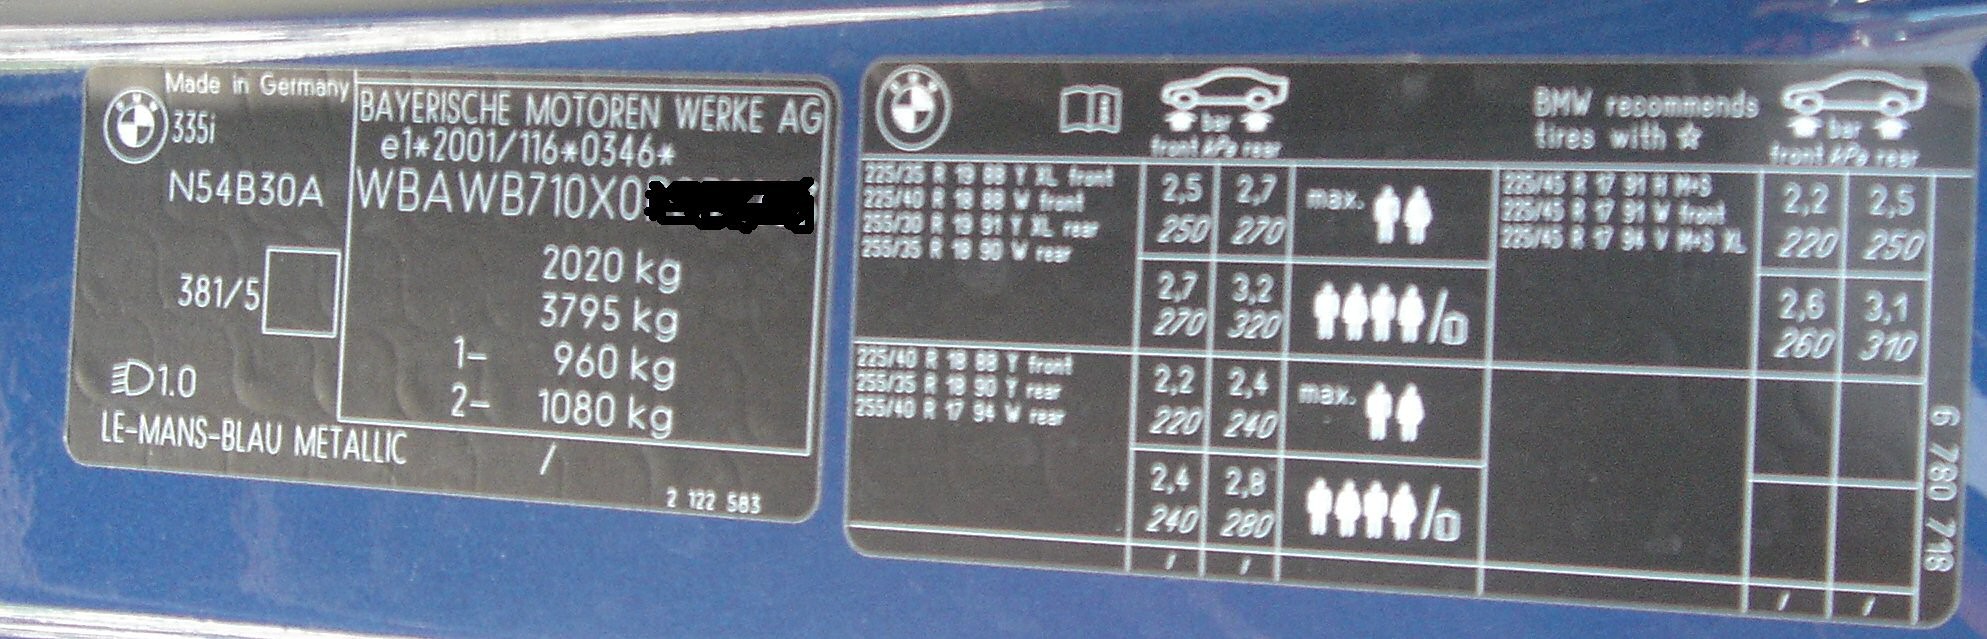 Made in Germany
335i
N54B30A
381/5
1.0
LE-MANS-BLAU METALLIC
BAYERISCHE MOTOREN WERKE AG
e1*2001/116*0346*
WBAWB710X0
2020 kg
3795 kg
1- 960 kg
2- 1080 kg
/
2 122 583
bar
front kPa rear
225/35 R 19 88 Y XL front
225/40 R 18 88 W front
255/30 R 19 91 Y XL rear
255/35 R 18 90 W rear
2,5 2,7
250 270
max.
2,7 3,2
270 320
/
225/40 R 18 88 Y front
255/35 R 18 90 Y rear
255/40 R 17 94 W rear
2,2 2,4
220 240
max.
2,4 2,8
240 280
/
/ /
BMW recommends
tires with
bar
front kPa rear
225/45 R 17 91 H M+S
225/45 R 17 91 W front
225/45 R 17 94 V M+S XL
2,2 2,5
220 250
2,6 3,1
260 310
/ /
6 780 718